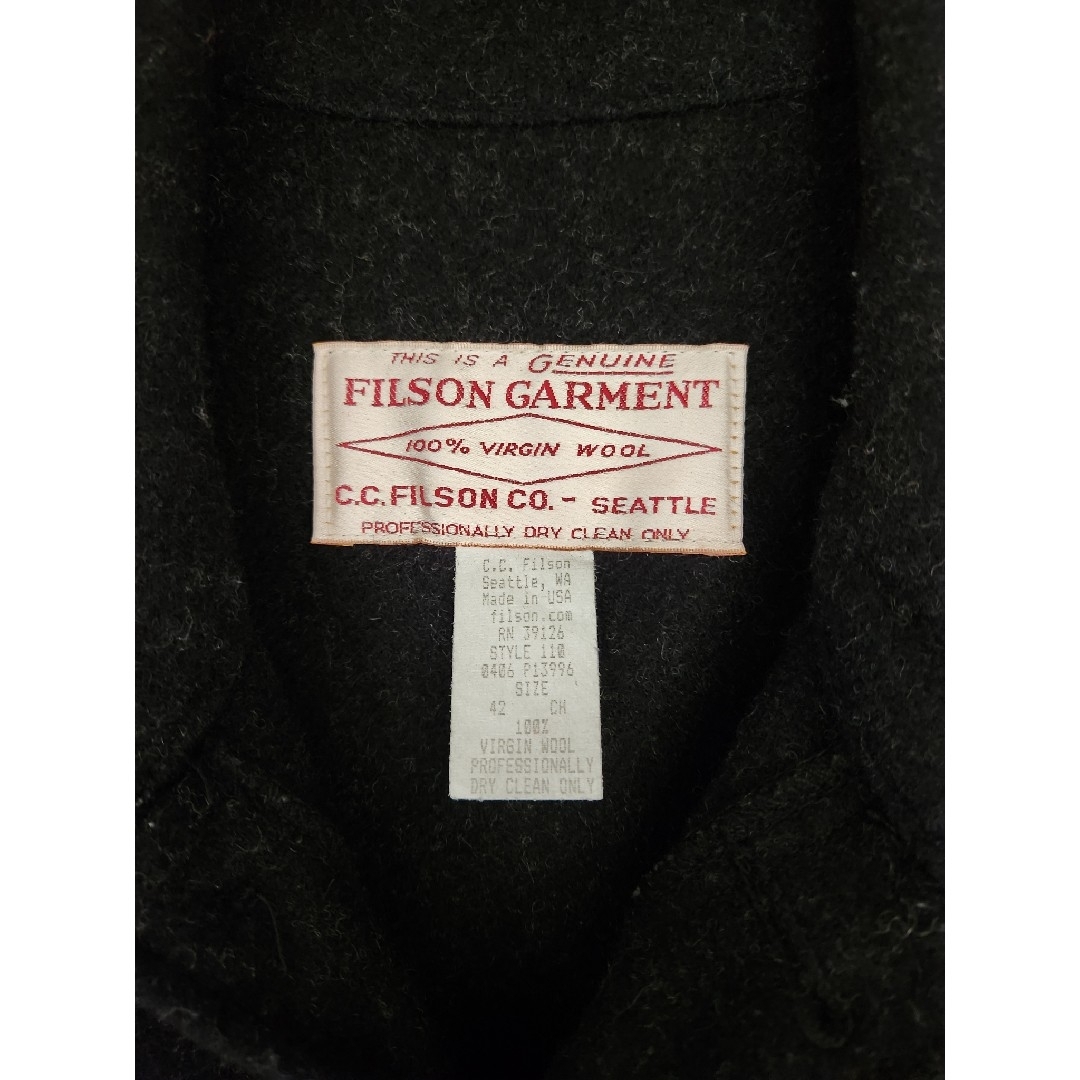 THIS IS A GENUINE
FILSON GARMENT
100% VIRGIN WOOL
C.C. FILSON CO. - SEATTLE
PROFESSIONALLY DRY CLEAN ONLY
C.C. Filson
Seattle, WA
Made in USA
filson.com
RN 39126
STYLE 110
0406 P13996
SIZE
42 CH
100%
VIRGIN WOOL
PROFESSIONALLY
DRY CLEAN ONLY